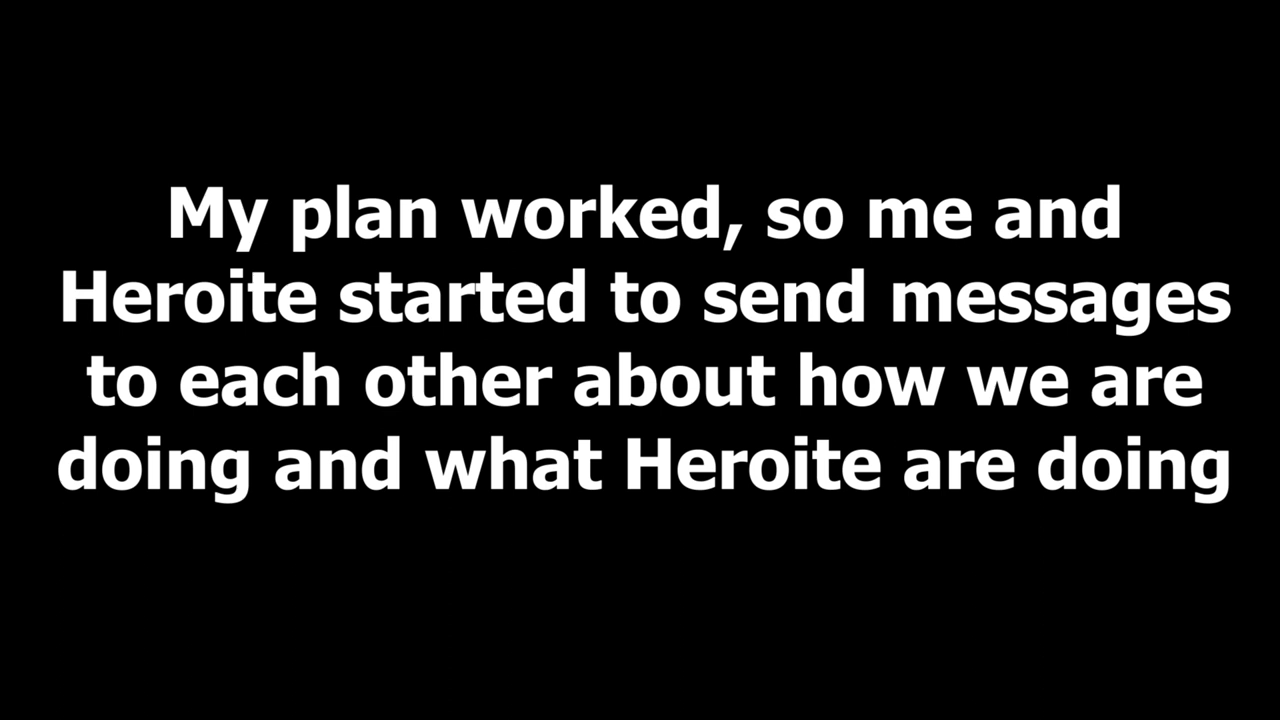 My plan worked, so me and
Heroite started to send messages
to each other about how we are
doing and what Heroite are doing